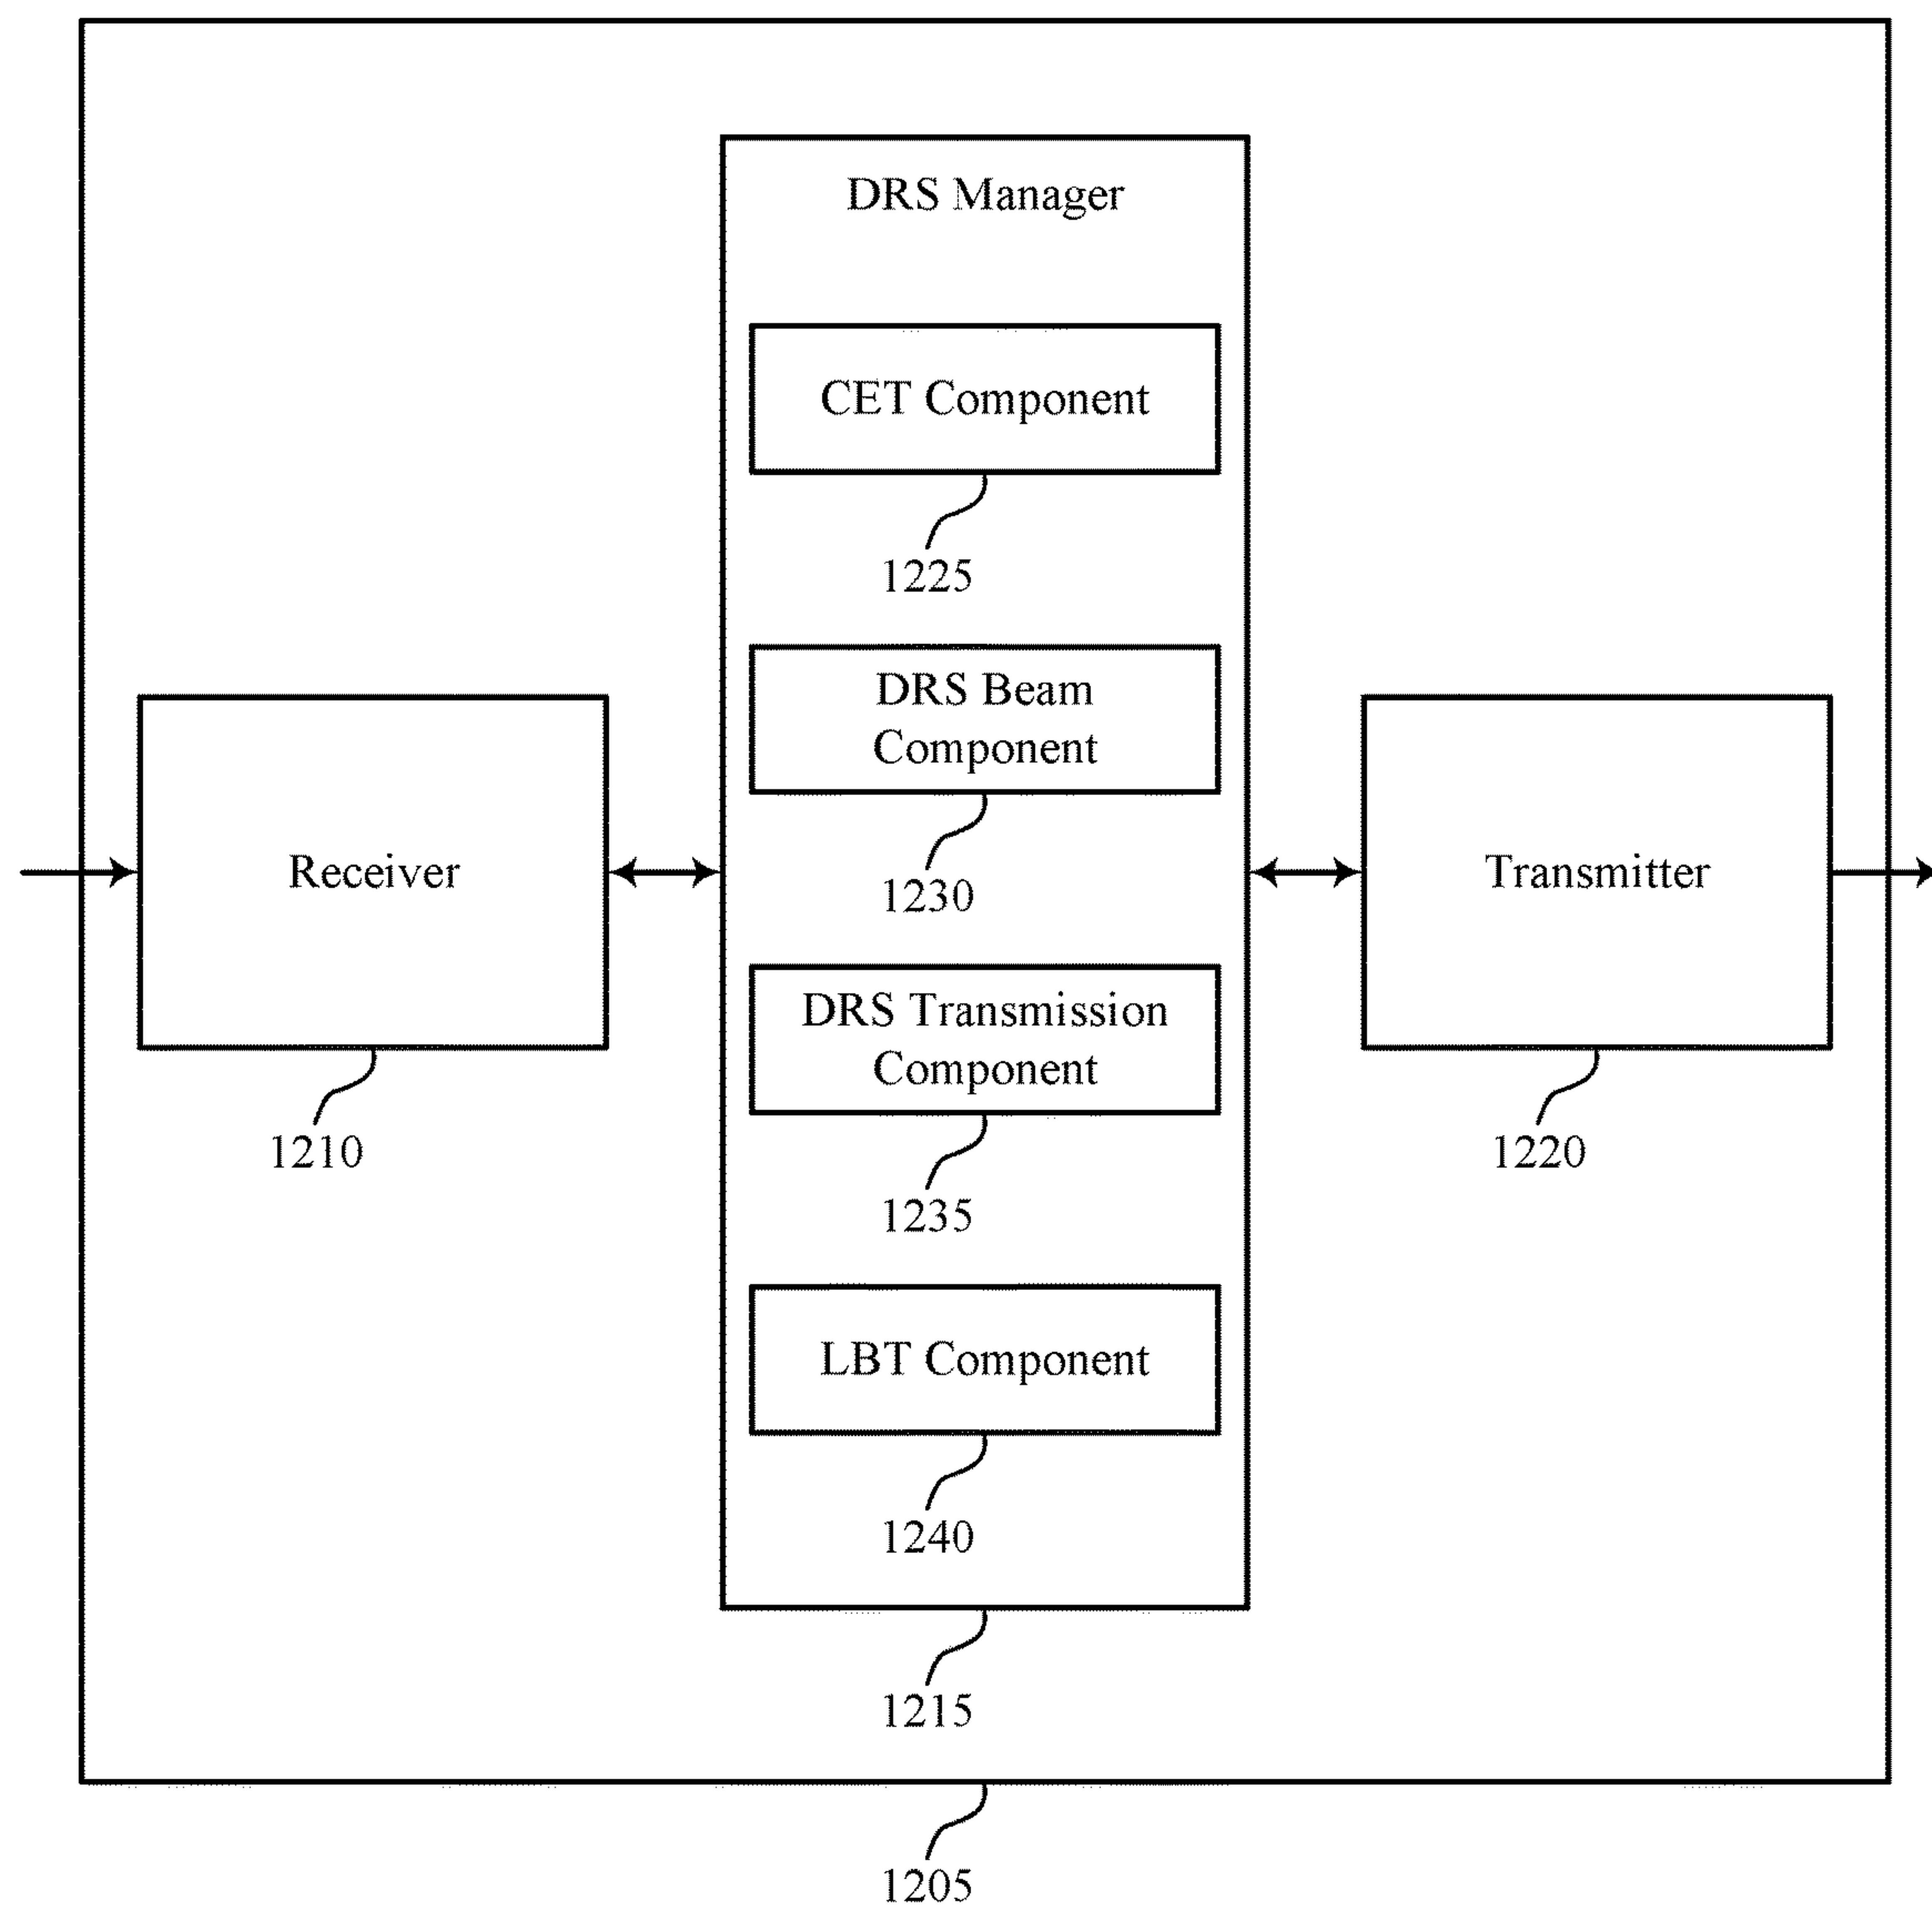 DRS Manager
CET Component
1225
DRS Beam
Component
1230
DRS Transmission
Component
1235
LBT Component
1240
1215
Receiver
1210
Transmitter
1220
1205